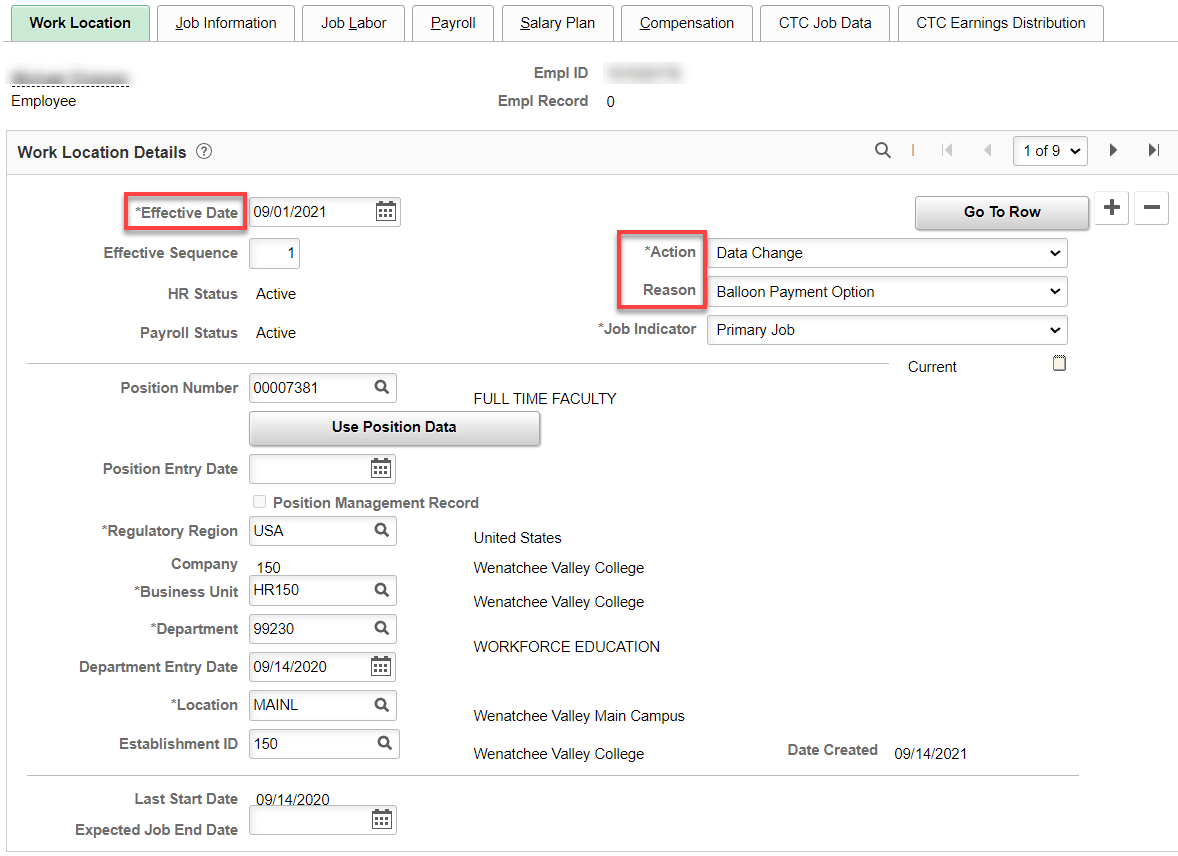 Work Location Job Information Job Labor Payroll Salary Plan Compensation CTC Job Data CTC Earnings Distribution
Empl ID
Employee Empl Record 0
Work Location Details ? 1 of 9
*Effective Date 09/01/2021 Go To Row
Effective Sequence 1 *Action Data Change
HR Status Active Reason Balloon Payment Option
Payroll Status Active *Job Indicator Primary Job
Current
Position Number 00007381 FULL TIME FACULTY
Use Position Data
Position Entry Date
Position Management Record
*Regulatory Region USA United States
Company 150 Wenatchee Valley College
*Business Unit HR150 Wenatchee Valley College
*Department 99230 WORKFORCE EDUCATION
Department Entry Date 09/14/2020
*Location MAINL Wenatchee Valley Main Campus
Establishment ID 150 Wenatchee Valley College Date Created 09/14/2021
Last Start Date 09/14/2020
Expected Job End Date